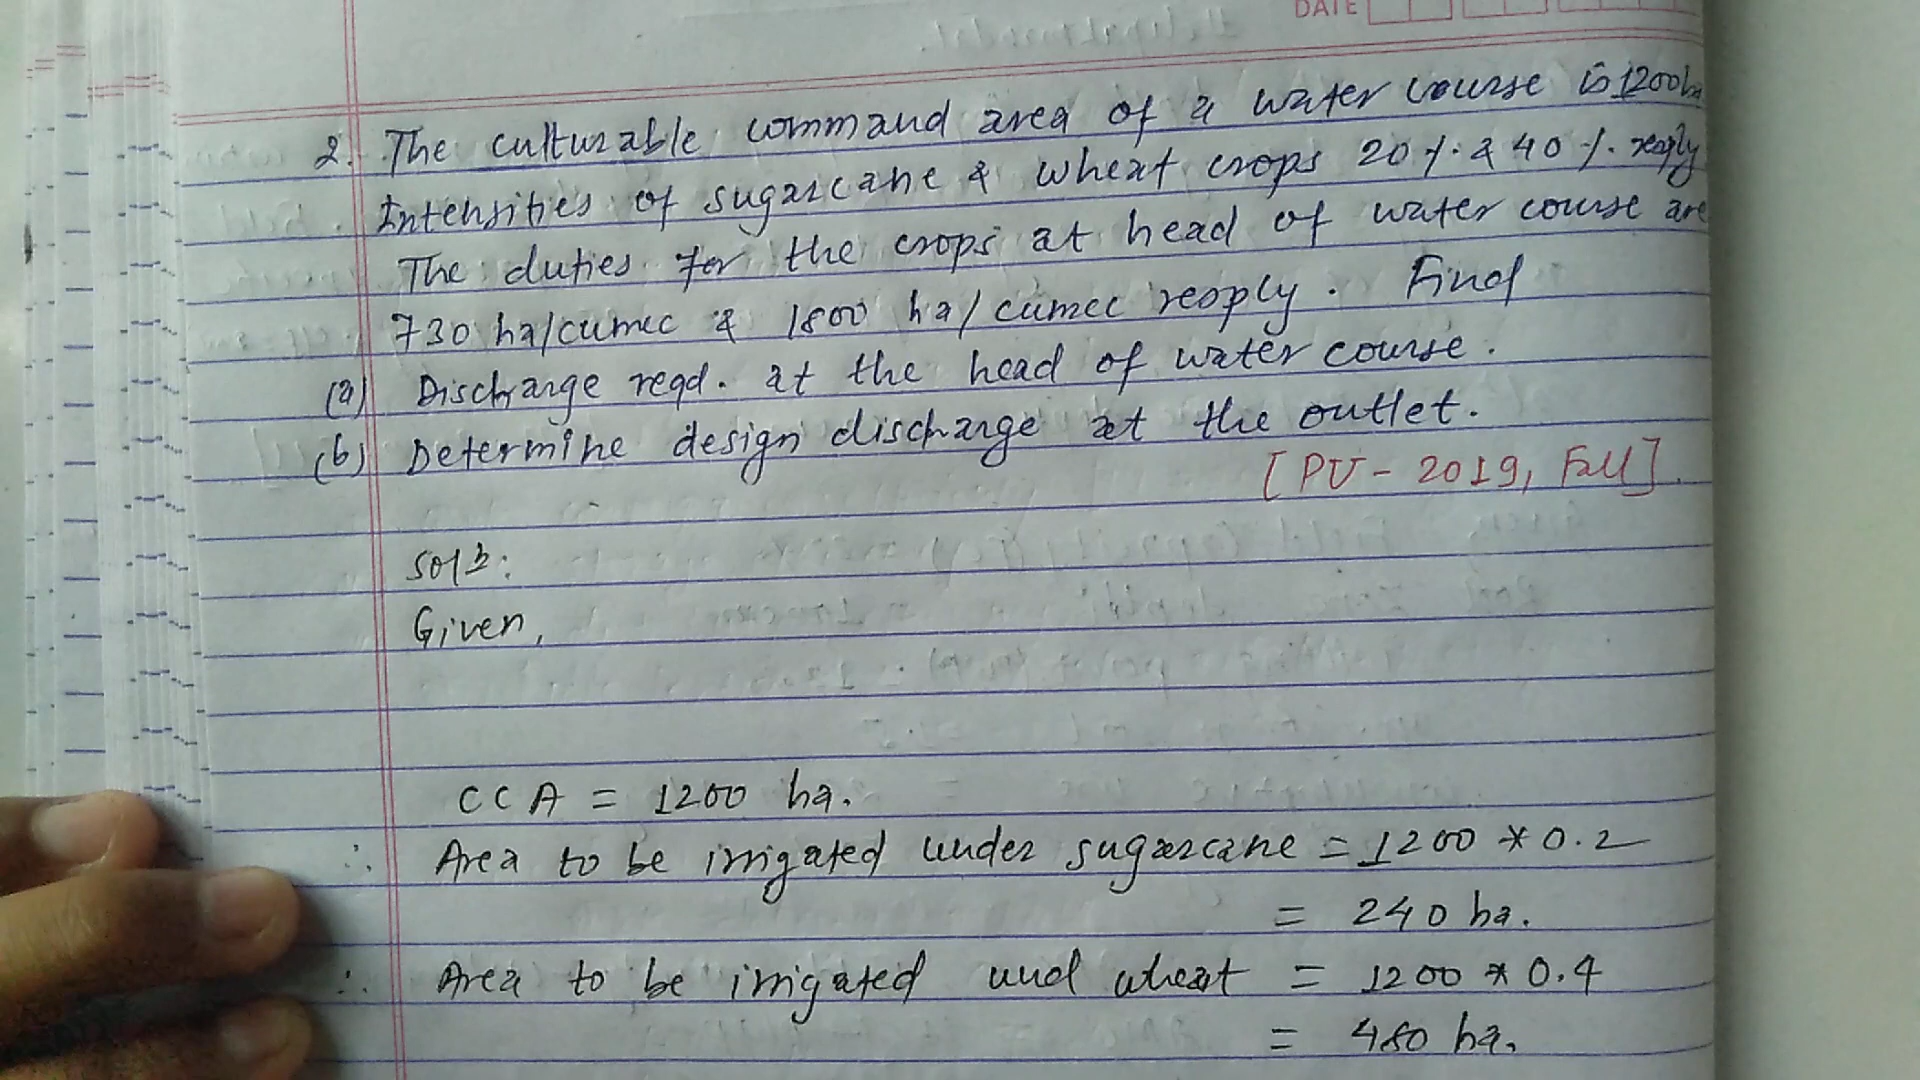 DATE
2. The culturable command area of a water course is 1200ha
Intensities of sugarcane & wheat crops 20 %. & 40 %. resply
The duties for the crops at head of water course are
730 ha/cumec & 1800 ha/cumec resply. Find
(a) Discharge reqd. at the head of water course.
(b) Determine design discharge at the outlet.
[PU - 2019, Fall]
Soln:
Given,
CCA = 1200 ha.
∴ Area to be irrigated under sugarcane = 1200 * 0.2
= 240 ha.
∴ Area to be irrigated und wheat = 1200 * 0.4
= 480 ha.